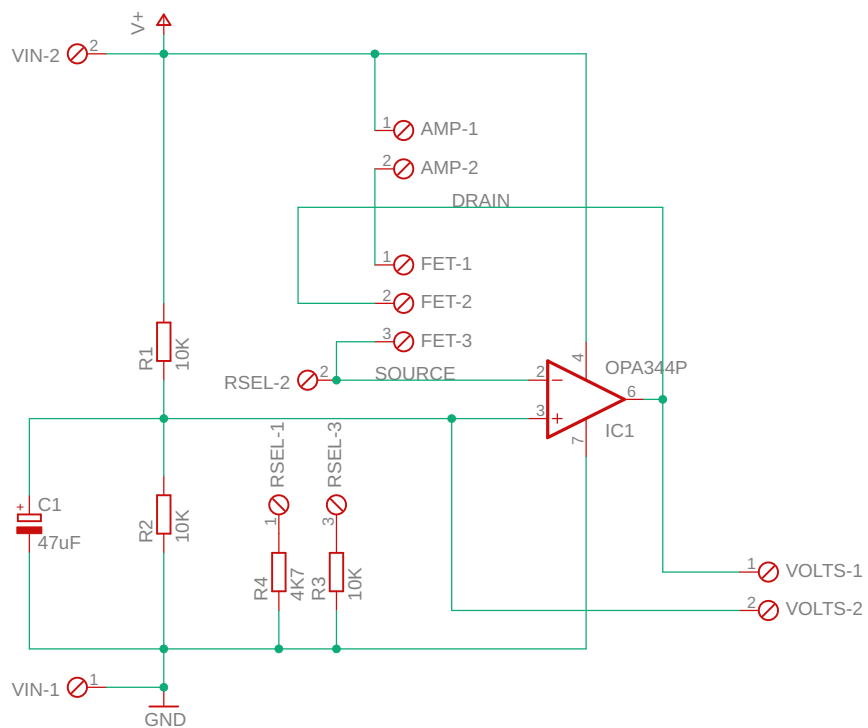 V+
VIN-2
2
1
AMP-1
2
AMP-2
DRAIN
1
FET-1
2
FET-2
3
FET-3
R1
10K
RSEL-2
2
SOURCE
2
−
4
OPA344P
6
3
+
7
IC1
RSEL-1
1
RSEL-3
3
+
C1
47uF
R2
10K
R4
4K7
R3
10K
1
VOLTS-1
2
VOLTS-2
VIN-1
1
GND